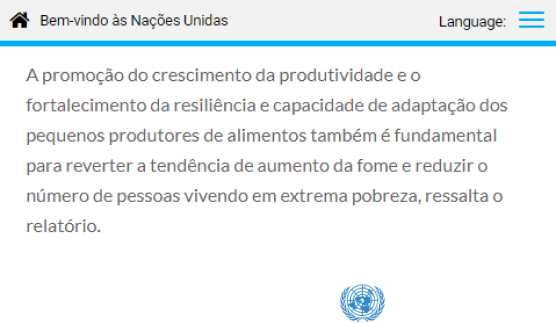 Bem-vindo às Nações Unidas
Language:
A promoção do crescimento da produtividade e o
fortalecimento da resiliência e capacidade de adaptação dos
pequenos produtores de alimentos também é fundamental
para reverter a tendência de aumento da fome e reduzir o
número de pessoas vivendo em extrema pobreza, ressalta o
relatório.